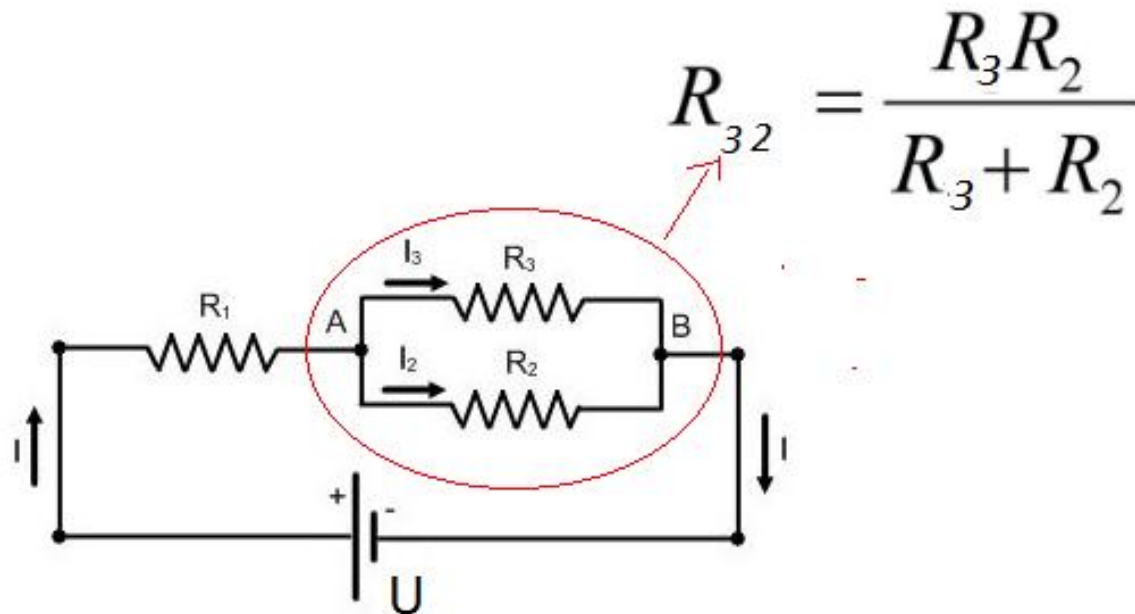 R₃₂ = R₃R₂ / R₃ + R₂
I₃
R₃
R₁
A
B
I₂
R₂
I
I
+
-
U